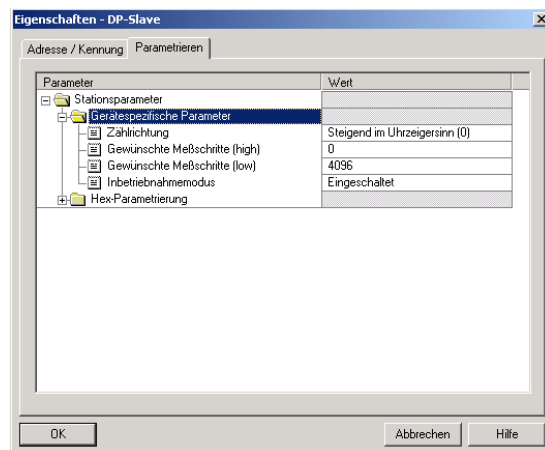 Eigenschaften - DP-Slave
Adresse / Kennung Parametrieren
Parameter Wert
Stationsparameter
Gerätespezifische Parameter
Zählrichtung Steigend im Uhrzeigersinn (0)
Gewünschte Meßschritte (high) 0
Gewünschte Meßschritte (low) 4096
Inbetriebnahmemodus Eingeschaltet
Hex-Parametrierung
OK Abbrechen Hilfe